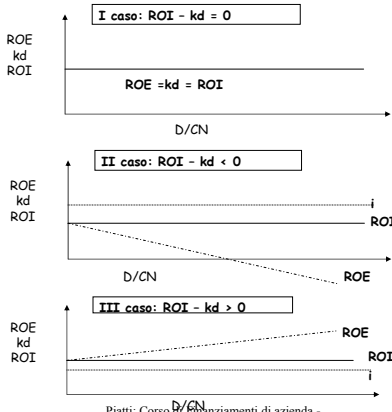 I caso: ROI - kd = 0
ROE
kd
ROI
ROE =kd = ROI
D/CN
II caso: ROI - kd < 0
ROE
kd
ROI
i
ROI
D/CN
ROE
III caso: ROI - kd > 0
ROE
kd
ROI
ROE
ROI
i
D/CN
Piatti: Corso di Finanziamenti di azienda -